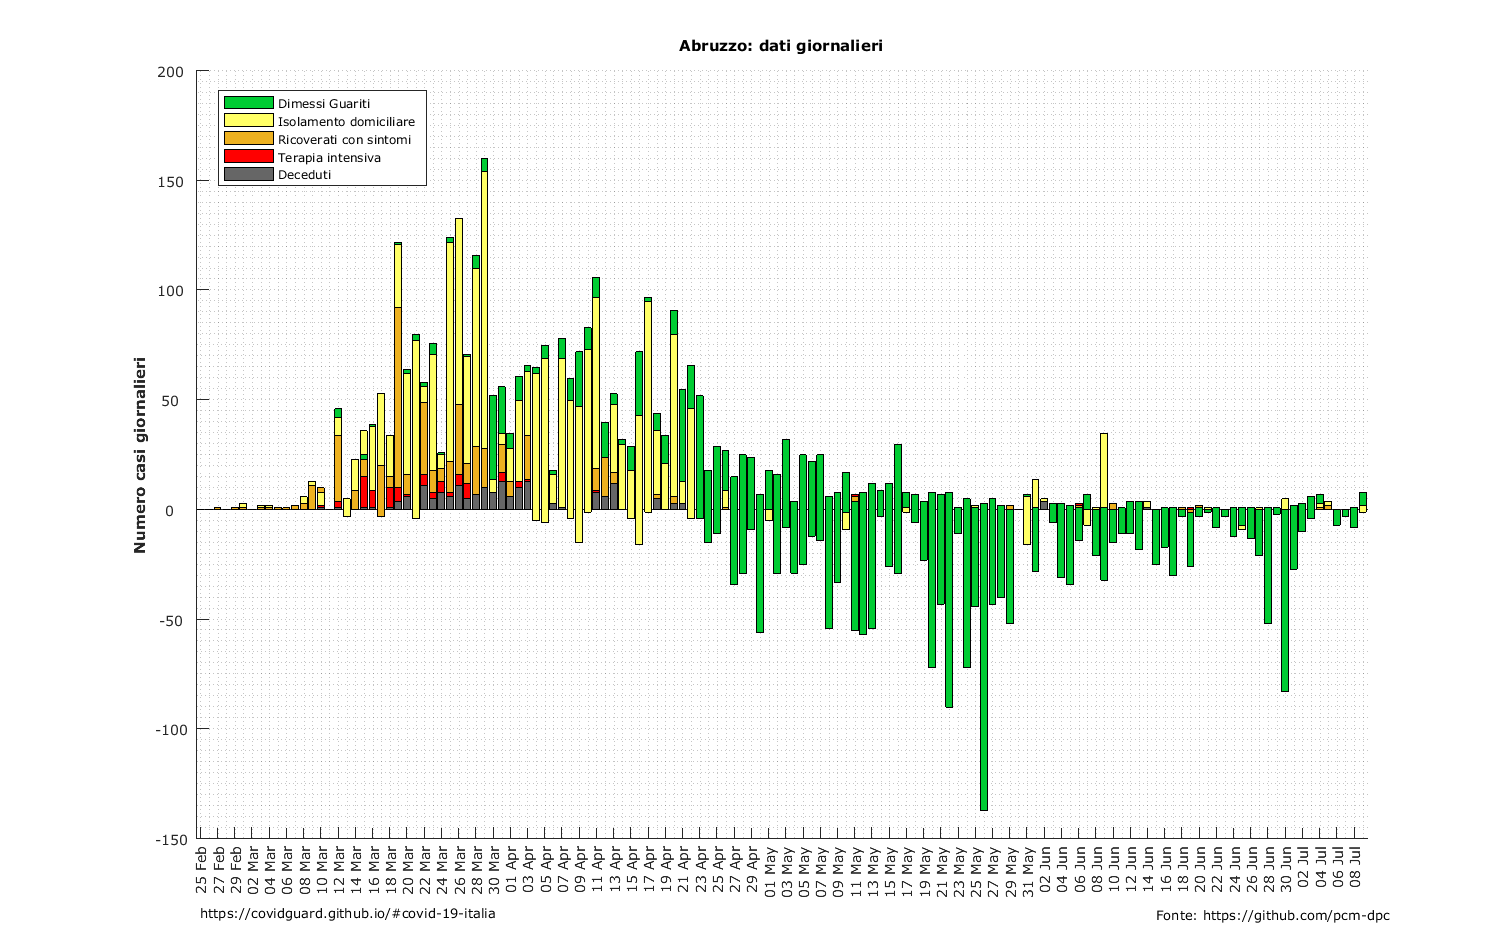 Abruzzo: dati giornalieri
200
150
100
50
0
-50
-100
-150
Numero casi giornalieri
Dimessi Guariti
Isolamento domiciliare
Ricoverati con sintomi
Terapia intensiva
Deceduti
25 Feb
27 Feb
29 Feb
02 Mar
04 Mar
06 Mar
08 Mar
10 Mar
12 Mar
14 Mar
16 Mar
18 Mar
20 Mar
22 Mar
24 Mar
26 Mar
28 Mar
30 Mar
01 Apr
03 Apr
05 Apr
07 Apr
09 Apr
11 Apr
13 Apr
15 Apr
17 Apr
19 Apr
21 Apr
23 Apr
25 Apr
27 Apr
29 Apr
01 May
03 May
05 May
07 May
09 May
11 May
13 May
15 May
17 May
19 May
21 May
23 May
25 May
27 May
29 May
31 May
02 Jun
04 Jun
06 Jun
08 Jun
10 Jun
12 Jun
14 Jun
16 Jun
18 Jun
20 Jun
22 Jun
24 Jun
26 Jun
28 Jun
30 Jun
02 Jul
04 Jul
06 Jul
08 Jul
https://covidguard.github.io/#covid-19-italia
Fonte: https://github.com/pcm-dpc